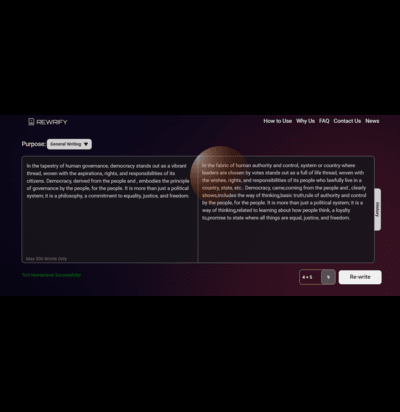 REWRIFY
How to Use Why Us FAQ Contact Us News
Purpose: General Writing
In the tapestry of human governance, democracy stands out as a vibrant
thread, woven with the aspirations, rights, and responsibilities of its
citizens. Democracy, derived from the people and , embodies the principle
of governance by the people, for the people. It is more than just a political
system; it is a philosophy, a commitment to equality, justice, and freedom.
Max 300 Words Only
In the fabric of human authority and control, system or country where
leaders are chosen by votes stands out as a full of life thread, woven with
the wishes, rights, and responsibilities of its people who lawfully live in a
country, state, etc.. Democracy, came;coming from the people and , clearly
shows;includes the way of thinking;basic truth;rule of authority and control
by the people, for the people. It is more than just a political system; it is a
way of thinking;related to learning about how people think, a loyalty
to;promise to state where all things are equal, justice, and freedom.
History
Text Humanized Successfully!
4 + 5 9 Re-write